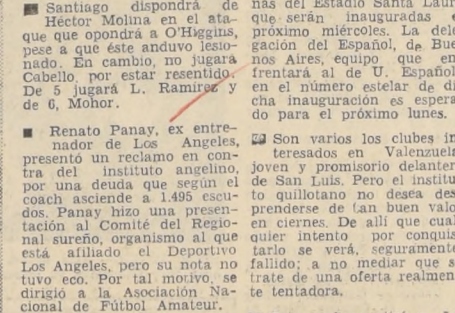 Santiago dispondrá de
Héctor Molina en el ata-
que que opondrá a O'Higgins,
pese a que éste anduvo lesio-
nado. En cambio, no jugará
Cabello, por estar resentido.
De 5 jugará L. Ramírez y
de 6, Mohor.
Renato Panay, ex entre-
nador de Los Angeles,
presentó un reclamo en con-
tra del instituto angelino,
por una deuda que según el
coach asciende a 1.495 escu-
dos. Panay hizo una presen-
tación al Comité del Regio-
nal sureño, organismo al que
está afiliado el Deportivo
Los Angeles, pero su nota no
tuvo eco. Por tal motivo, se
dirigió a la Asociación Na-
cional de Fútbol Amateur.
nas del Estadio Santa Laur
que serán inauguradas e
próximo miércoles. La dele
gación del Español, de Bue
nos Aires, equipo que en
frentará al de U. Español
en el número estelar de di
cha inauguración es espera
do para el próximo lunes.
Son varios los clubes in
teresados en Valenzuela
joven y promisorio delanter
de San Luis. Pero el institu
to quillotano no desea des
prenderse de tan buen valo
en ciernes. De allí que cual
quier intento por conquis
tarlo se verá, seguramente
fallido; a no mediar que s
trate de una oferta realmen
te tentadora.